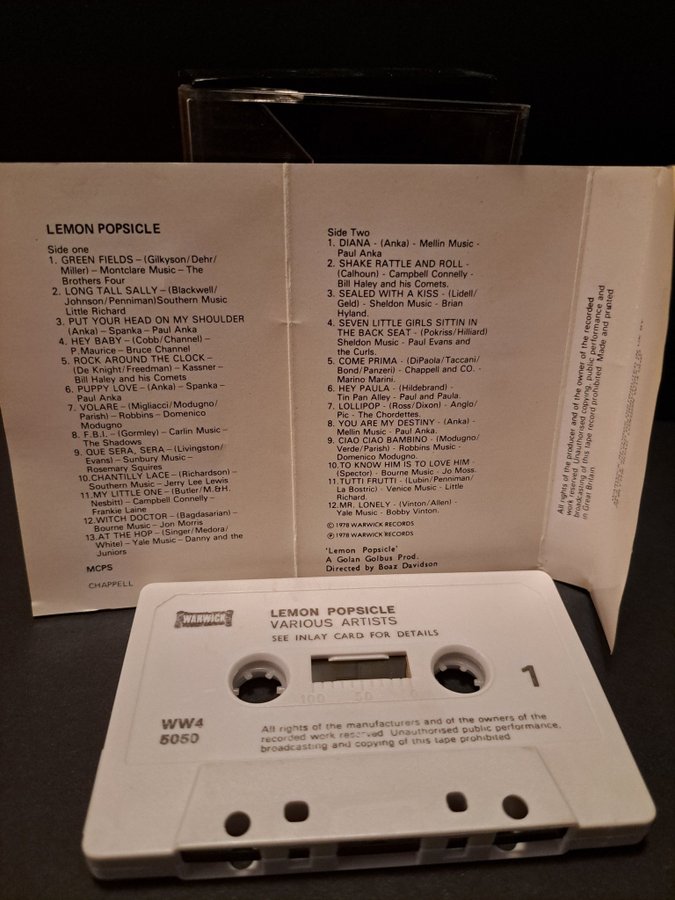 LEMON POPSICLE
Side one
1. GREEN FIELDS – (Gilkyson/Dehr/
Miller) – Montclare Music – The
Brothers Four
2. LONG TALL SALLY – (Blackwell/
Johnson/Penniman)Southern Music
Little Richard
3. PUT YOUR HEAD ON MY SHOULDER
(Anka) – Spanka – Paul Anka
4. HEY BABY – (Cobb/Channel) –
P.Maurice – Bruce Channel
5. ROCK AROUND THE CLOCK –
(De Knight/Freedman) – Kassner –
Bill Haley and his Comets
6. PUPPY LOVE – (Anka) – Spanka –
Paul Anka
7. VOLARE – (Migliacci/Modugno/
Parish) – Robbins – Domenico
Modugno
8. F.B.I. – (Gormley) – Carlin Music –
The Shadows
9. QUE SERA, SERA – (Livingston/
Evans) – Sunbury Music –
Rosemary Squires
10.CHANTILLY LACE – (Richardson) –
Southern Music – Jerry Lee Lewis
11.MY LITTLE ONE – (Butler/M.&H.
Nesbitt) – Campbell Connelly –
Frankie Laine
12.WITCH DOCTOR – (Bagdasarian) –
Bourne Music – Jon Morris
13.AT THE HOP – (Singer/Medora/
White) – Yale Music – Danny and the
Juniors
MCPS
CHAPPELL
Side Two
1. DIANA - (Anka) - Mellin Music -
Paul Anka
2. SHAKE RATTLE AND ROLL -
(Calhoun) - Campbell Connelly -
Bill Haley and his Comets.
3. SEALED WITH A KISS - (Lidell/
Geld) - Sheldon Music - Brian
Hyland.
4. SEVEN LITTLE GIRLS SITTIN IN
THE BACK SEAT - (Pokriss/Hilliard)
Sheldon Music - Paul Evans and
the Curls.
5. COME PRIMA - (DiPaola/Taccani/
Bond/Panzeri) - Chappell and CO. -
Marino Marini.
6. HEY PAULA - (Hildebrand) -
Tin Pan Alley - Paul and Paula.
7. LOLLIPOP - (Ross/Dixon) - Anglo/
Pic - The Chordettes.
8. YOU ARE MY DESTINY - (Anka) -
Mellin Music - Paul Anka.
9. CIAO CIAO BAMBINO - (Modugno/
Verde/Parish) - Robbins Music -
Domenico Modugno.
10.TO KNOW HIM IS TO LOVE HIM -
(Spector) - Bourne Music - Jo Moss.
11.TUTTI FRUTTI - (Lubin/Penniman/
La Bostric) - Venice Music - Little
Richard.
12.MR. LONELY - (Vinton/Allen) -
Yale Music - Bobby Vinton.
© 1978 WARWICK RECORDS
℗ 1978 WARWICK RECORDS
'Lemon Popsicle'
A Golan Golbus Prod.
Directed by Boaz Davidson
All rights of the producer and of the owner of the recorded
work reserved Unauthorised copying, public performance and
broadcasting of this tape record prohibited Made and printed
in Great Britain.
WARWICK
LEMON POPSICLE
VARIOUS ARTISTS
SEE INLAY CARD FOR DETAILS
100 50 0
1
WW4
5050
All rights of the manufacturers and of the owners of the
recorded work reserved Unauthorised public performance,
broadcasting and copying of this tape prohibited